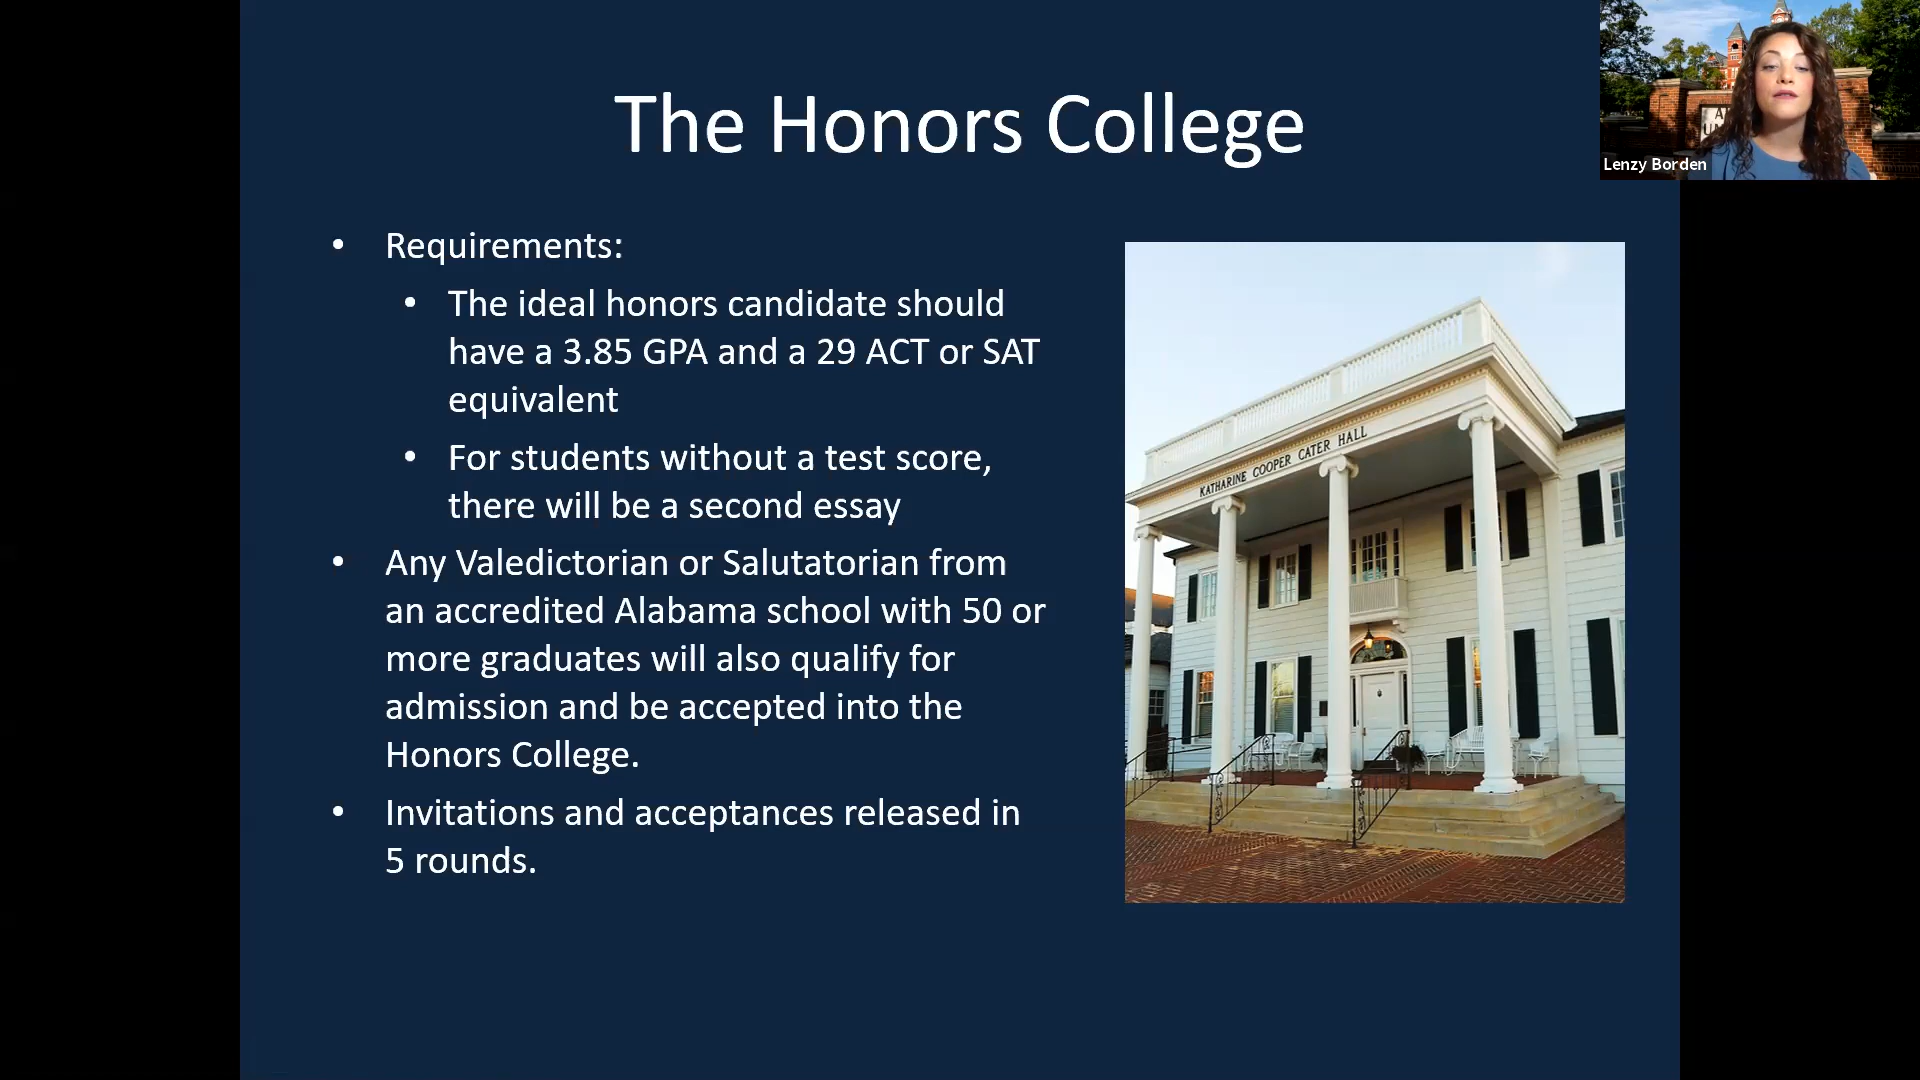 The Honors College
Lenzy Borden
• Requirements:
• The ideal honors candidate should
have a 3.85 GPA and a 29 ACT or SAT
equivalent
• For students without a test score,
there will be a second essay
• Any Valedictorian or Salutatorian from
an accredited Alabama school with 50 or
more graduates will also qualify for
admission and be accepted into the
Honors College.
• Invitations and acceptances released in
5 rounds.
KATHARINE COOPER CATER HALL